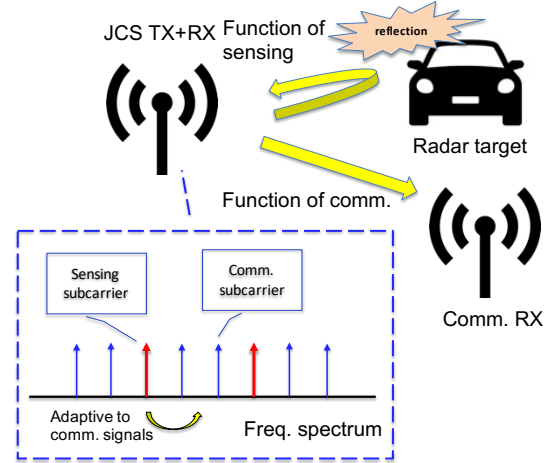 JCS TX+RX
Function of
sensing
reflection
Radar target
Function of comm.
Comm. RX
Sensing
subcarrier
Comm.
subcarrier
Adaptive to
comm. signals
Freq. spectrum